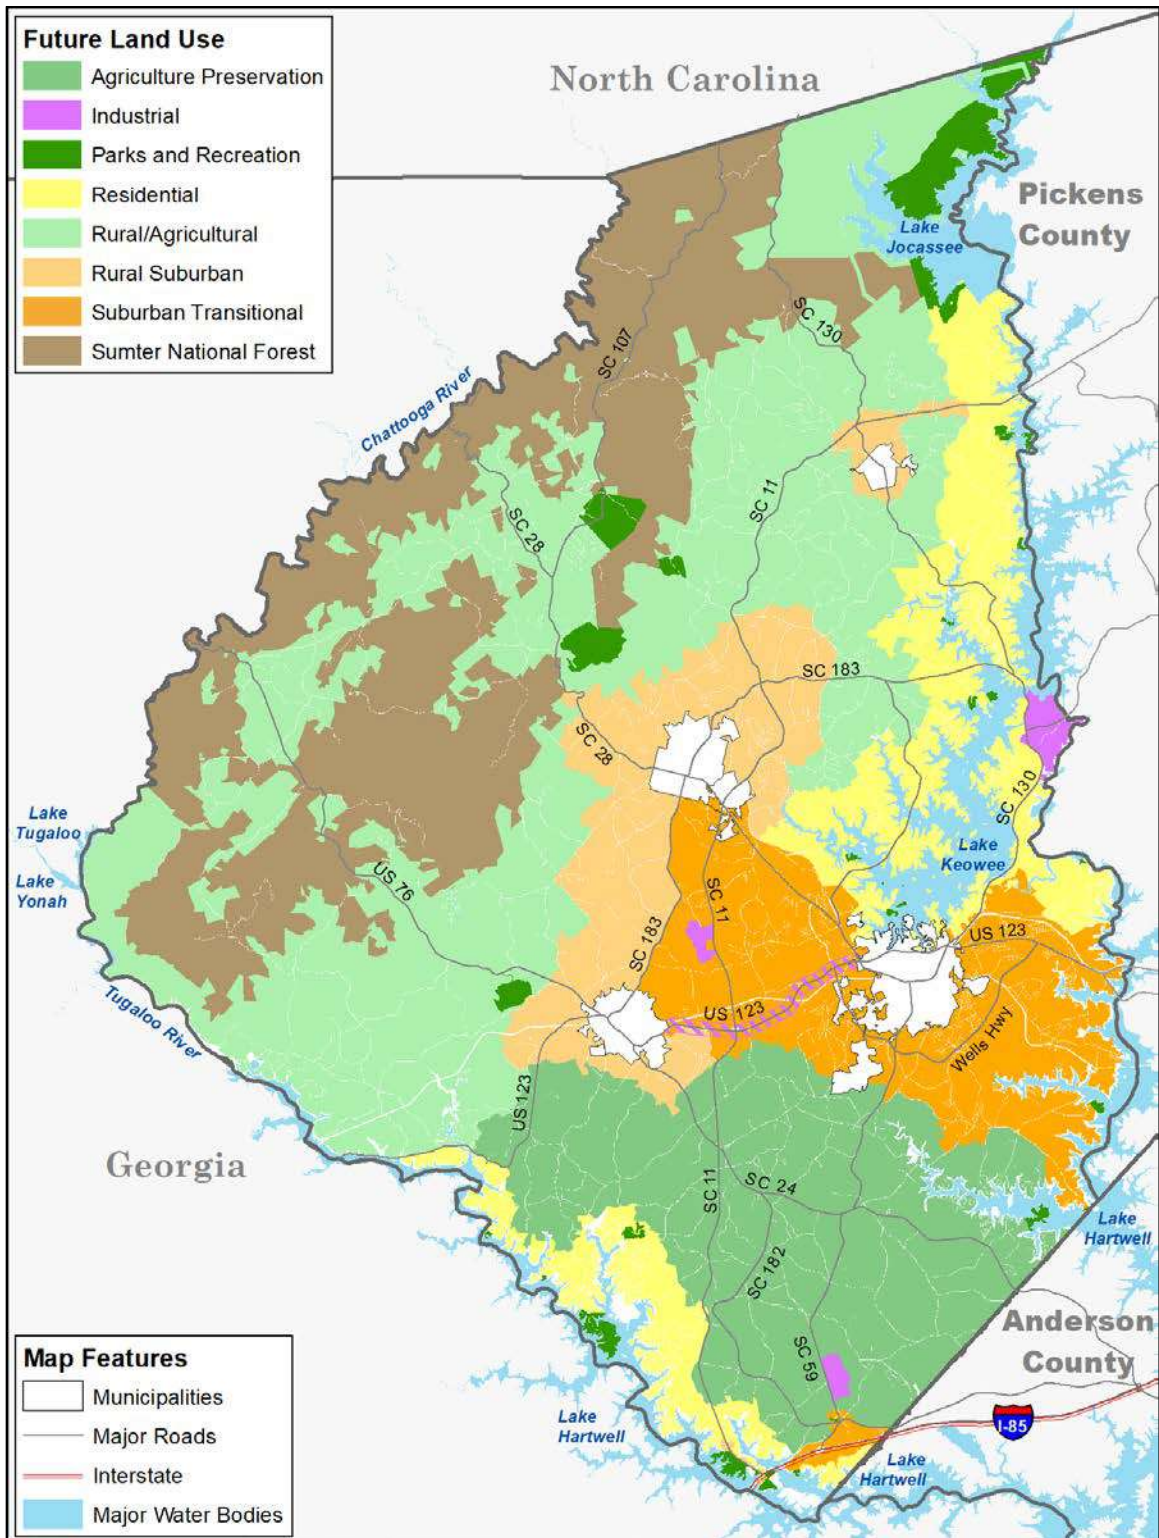 Future Land Use
Agriculture Preservation
Industrial
Parks and Recreation
Residential
Rural/Agricultural
Rural Suburban
Suburban Transitional
Sumter National Forest
North Carolina
Pickens
County
Lake
Jocassee
SC 130
SC 107
Chattooga River
SC 11
SC 28
SC 183
SC 28
SC 130
Lake
Tugaloo
Lake
Keowee
Lake
Yonah
US 76
SC 11
SC 183
US 123
US 123
Tugaloo River
Wells Hwy
US 123
Georgia
SC 11
SC 24
Lake
Hartwell
SC 182
Anderson
County
SC 59
Map Features
Municipalities
Major Roads
Interstate
Major Water Bodies
Lake
Hartwell
I-85
Lake
Hartwell